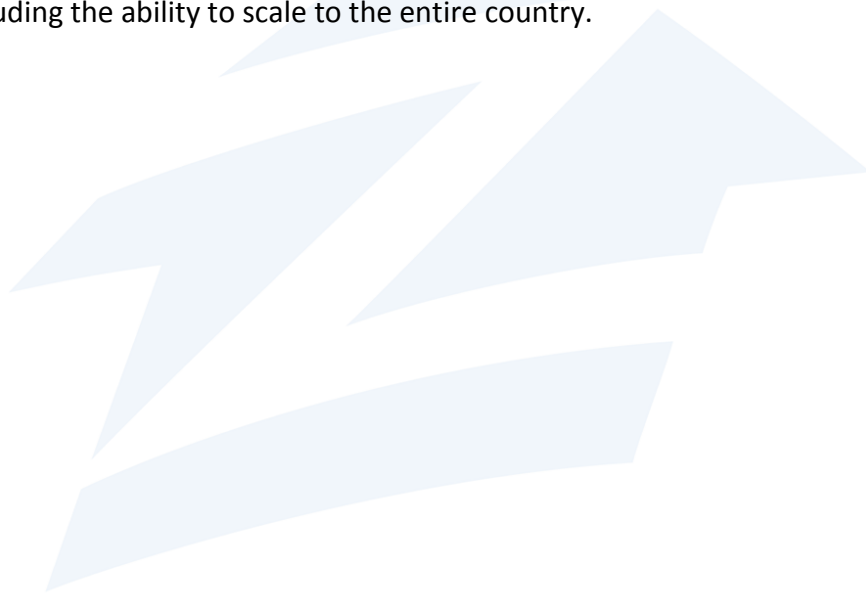 uding the ability to scale to the entire country.